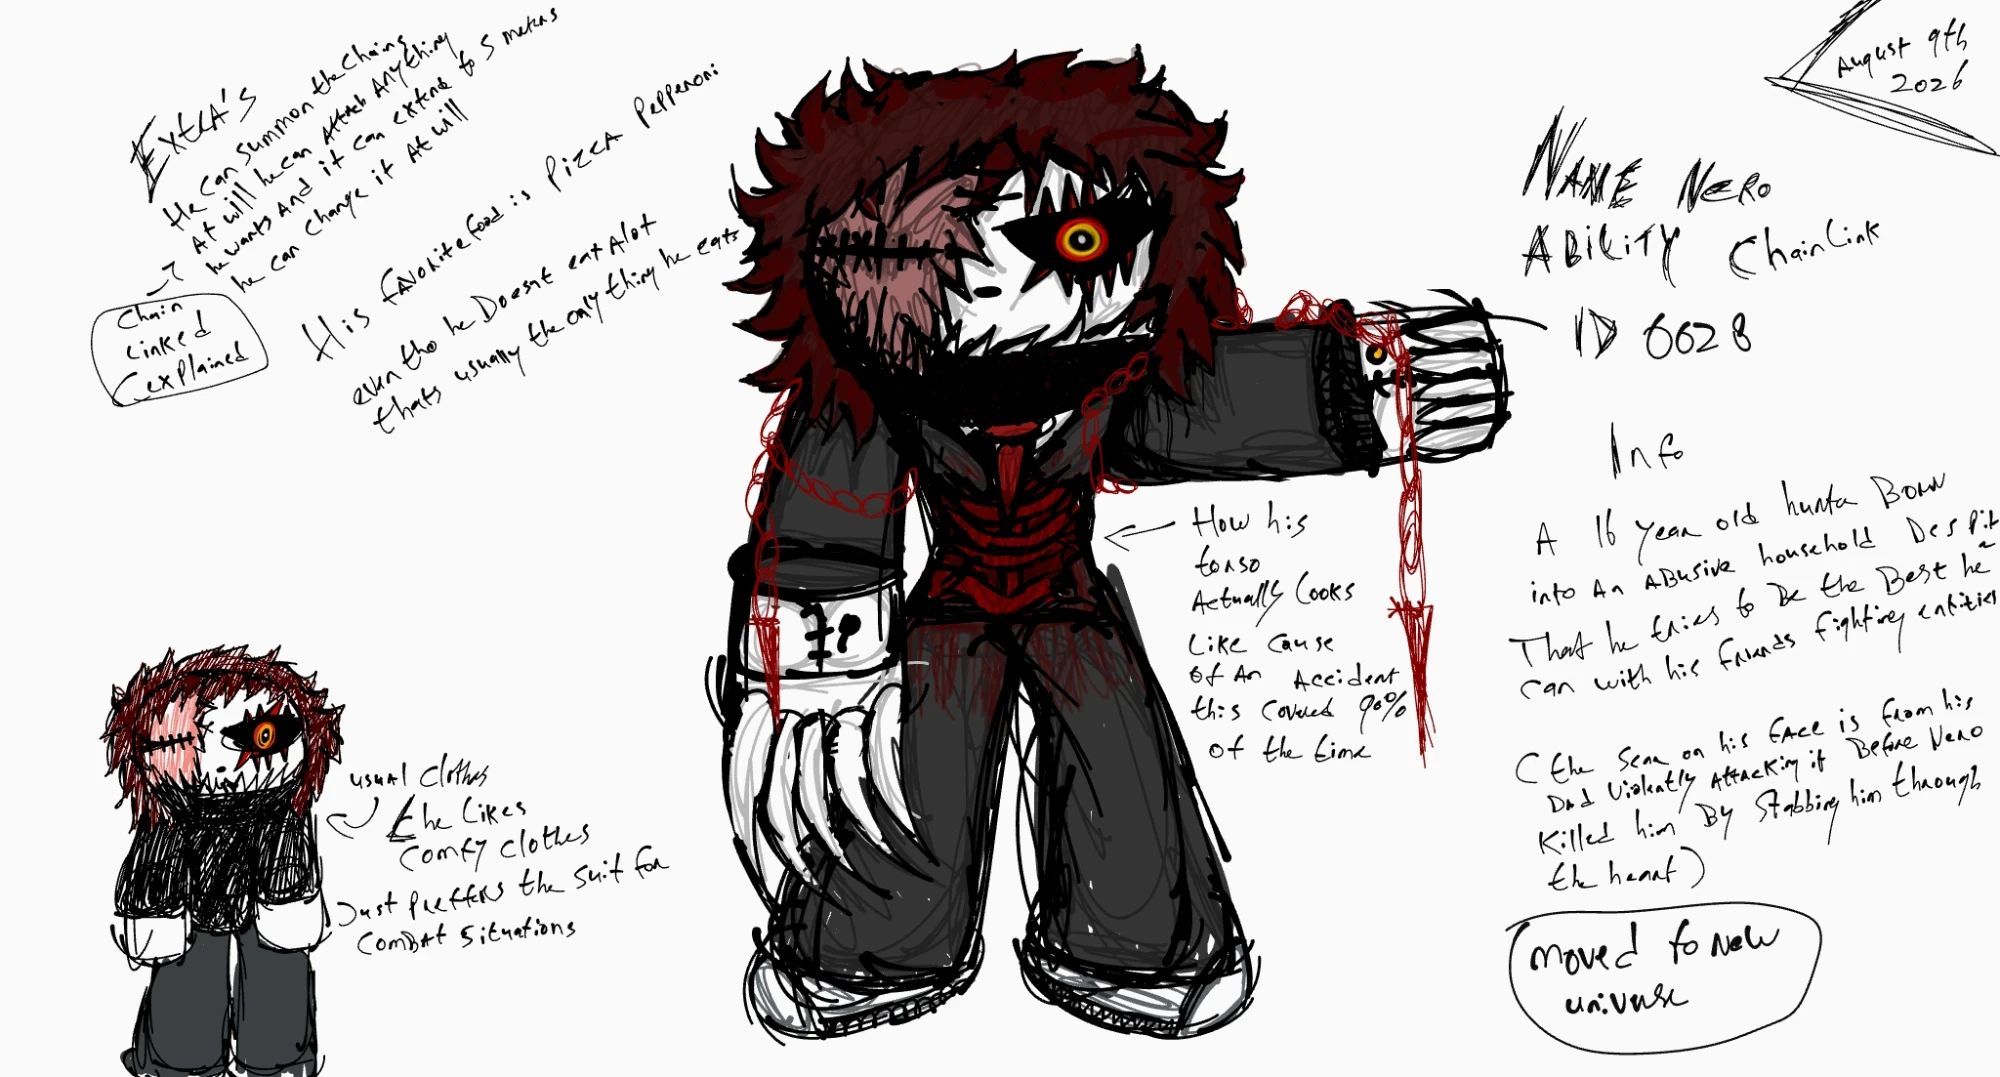 Extra's
He can summon the chains
At will he can Attach Anything
he wants And it can extend to 5 meters
he can change it At will
Chain
Linked
explained
His favorite food is Pizza Pepperoni
even tho he Doesnt eat Alot
thats usually the only thing he eats
usual clothes
he likes
comfy clothes
Just preffers the suit for
combat situations
How his
torso
Actually looks
Like cause
of An Accident
this covered 90%
of the time
August 9th
2026
Name Nero
Ability ChainLink
ID 0028
Info
A 16 year old hunta Born
into An Abusive household Despite
That he tries to Be the Best he
can with his friends fighting entities
(the scar on his face is from his
Dad violently Attacking it Before Nero
killed him By stabbing him through
the heart)
moved to new
universe